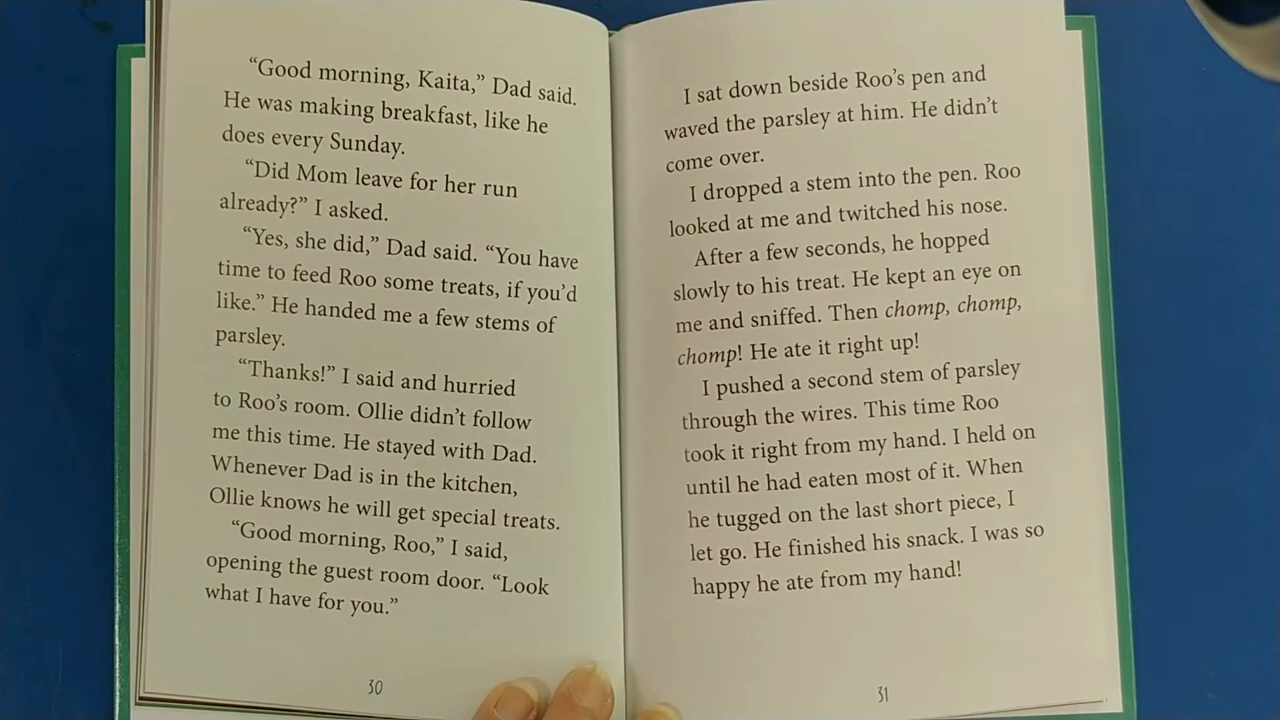 “Good morning, Kaita,” Dad said.
He was making breakfast, like he
does every Sunday.
“Did Mom leave for her run
already?” I asked.
“Yes, she did,” Dad said. “You have
time to feed Roo some treats, if you’d
like.” He handed me a few stems of
parsley.
“Thanks!” I said and hurried
to Roo’s room. Ollie didn’t follow
me this time. He stayed with Dad.
Whenever Dad is in the kitchen,
Ollie knows he will get special treats.
“Good morning, Roo,” I said,
opening the guest room door. “Look
what I have for you.”
30
I sat down beside Roo’s pen and
waved the parsley at him. He didn’t
come over.
I dropped a stem into the pen. Roo
looked at me and twitched his nose.
After a few seconds, he hopped
slowly to his treat. He kept an eye on
me and sniffed. Then chomp, chomp,
chomp! He ate it right up!
I pushed a second stem of parsley
through the wires. This time Roo
took it right from my hand. I held on
until he had eaten most of it. When
he tugged on the last short piece, I
let go. He finished his snack. I was so
happy he ate from my hand!
31